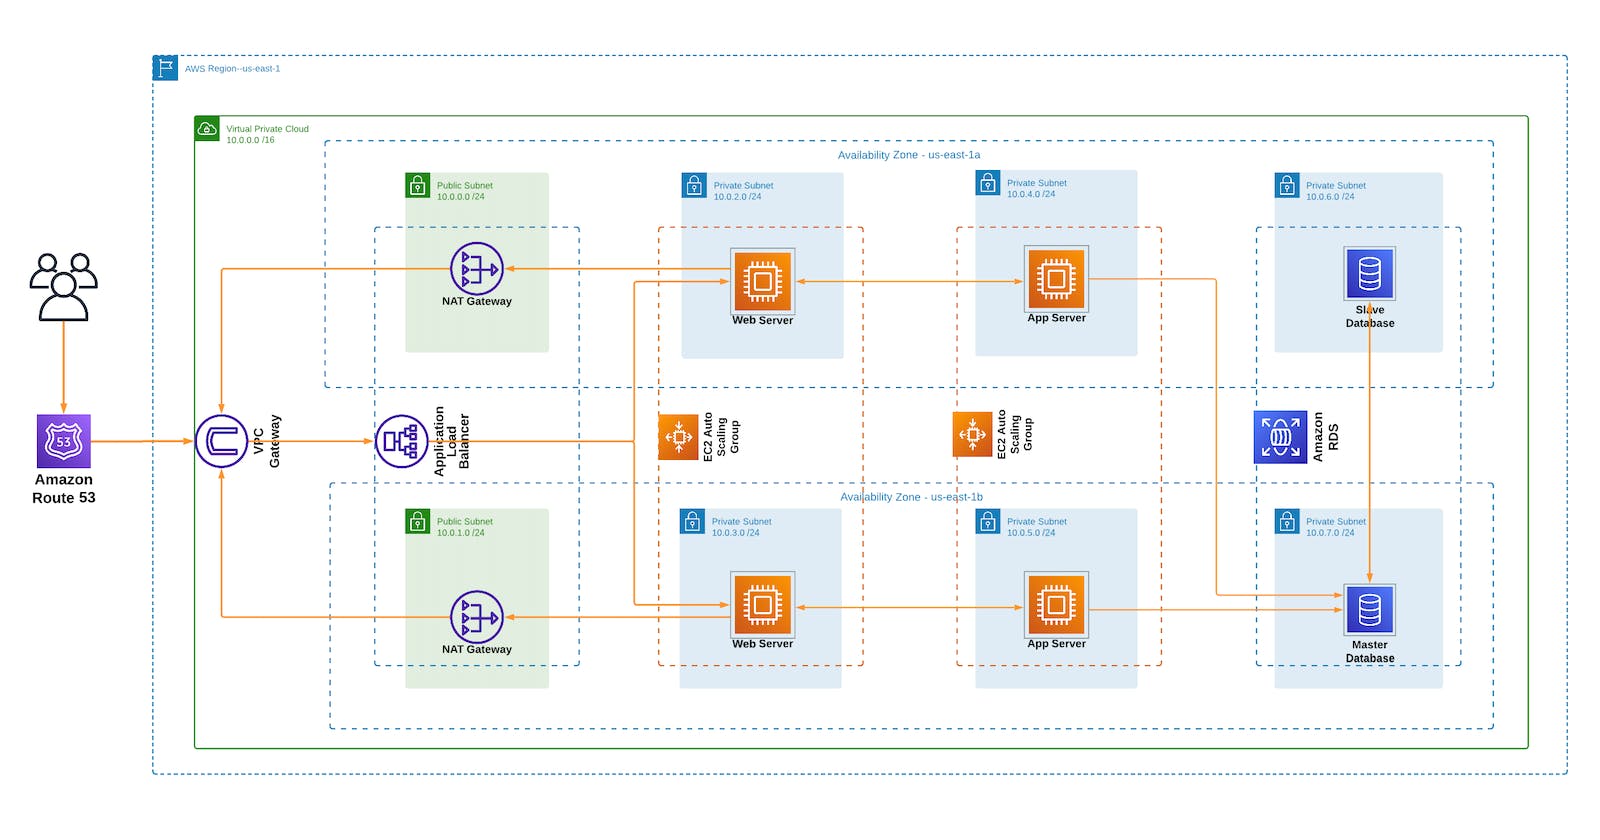 AWS Region--us-east-1
Virtual Private Cloud
10.0.0.0 /16
Availability Zone - us-east-1a
Public Subnet
10.0.0.0 /24
Private Subnet
10.0.2.0 /24
Private Subnet
10.0.4.0 /24
Private Subnet
10.0.6.0 /24
NAT Gateway
Web Server
App Server
Slave
Database
53
Amazon
Route 53
VPC
Gateway
Application
Load
Balancer
EC2 Auto
Scaling
Group
EC2 Auto
Scaling
Group
Amazon
RDS
Availability Zone - us-east-1b
Public Subnet
10.0.1.0 /24
Private Subnet
10.0.3.0 /24
Private Subnet
10.0.5.0 /24
Private Subnet
10.0.7.0 /24
NAT Gateway
Web Server
App Server
Master
Database